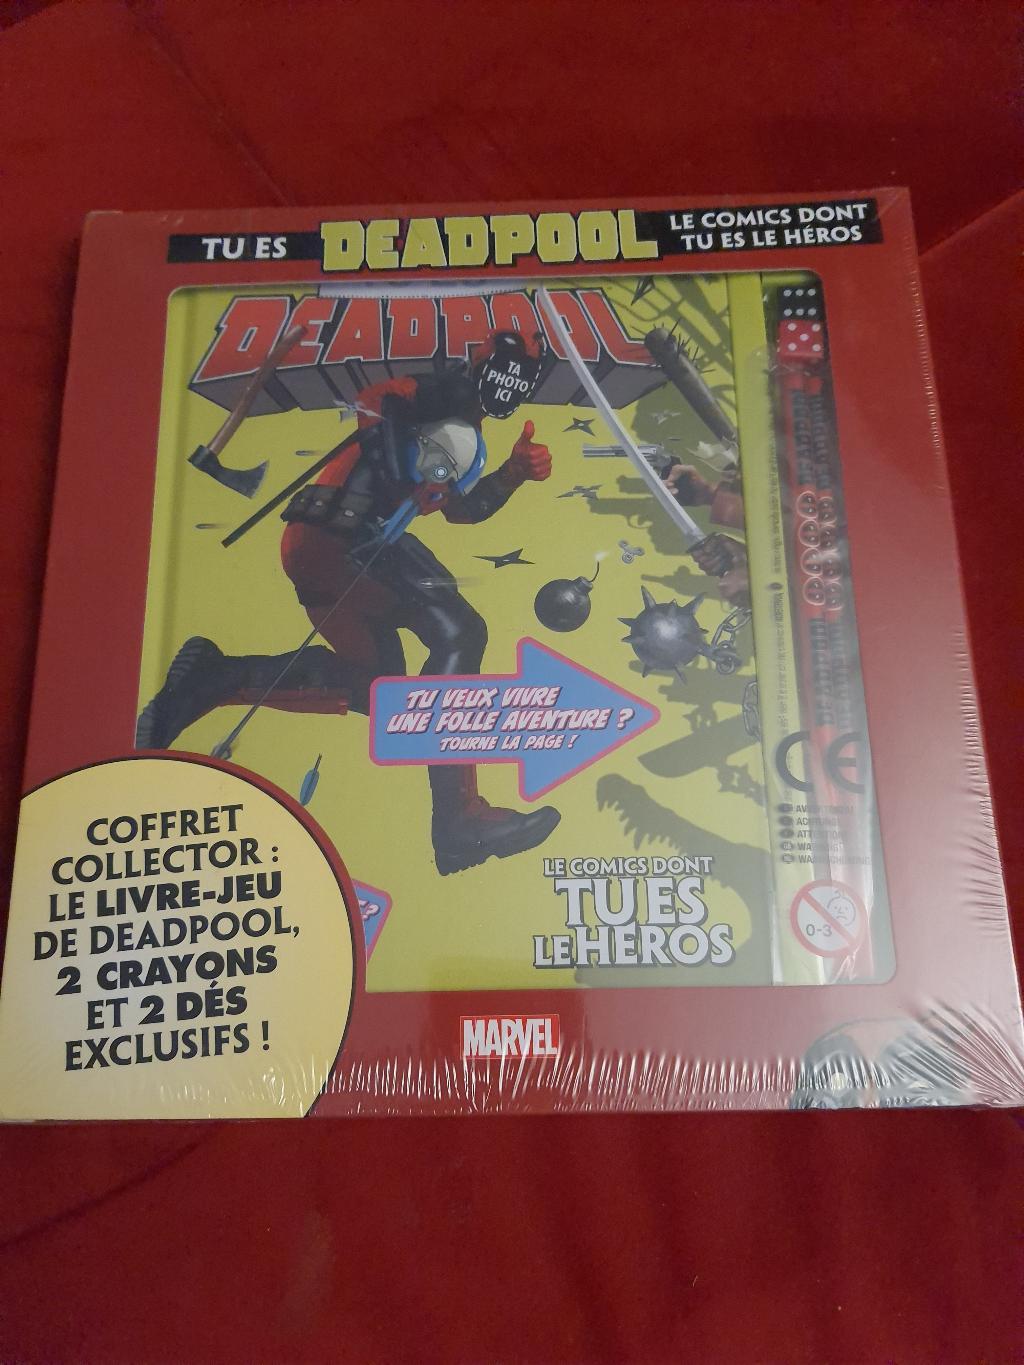 TU ES
DEADPOOL
LE COMICS DONT
TU ES LE HÉROS
DEADPOOL
TA
PHOTO
ICI
TU VEUX VIVRE
UNE FOLLE AVENTURE ?
TOURNE LA PAGE !
COFFRET
COLLECTOR :
LE LIVRE-JEU
DE DEADPOOL,
2 CRAYONS
ET 2 DÉS
EXCLUSIFS !
LE COMICS DONT
TU ES
LE HÉROS
CE
0-3
MARVEL